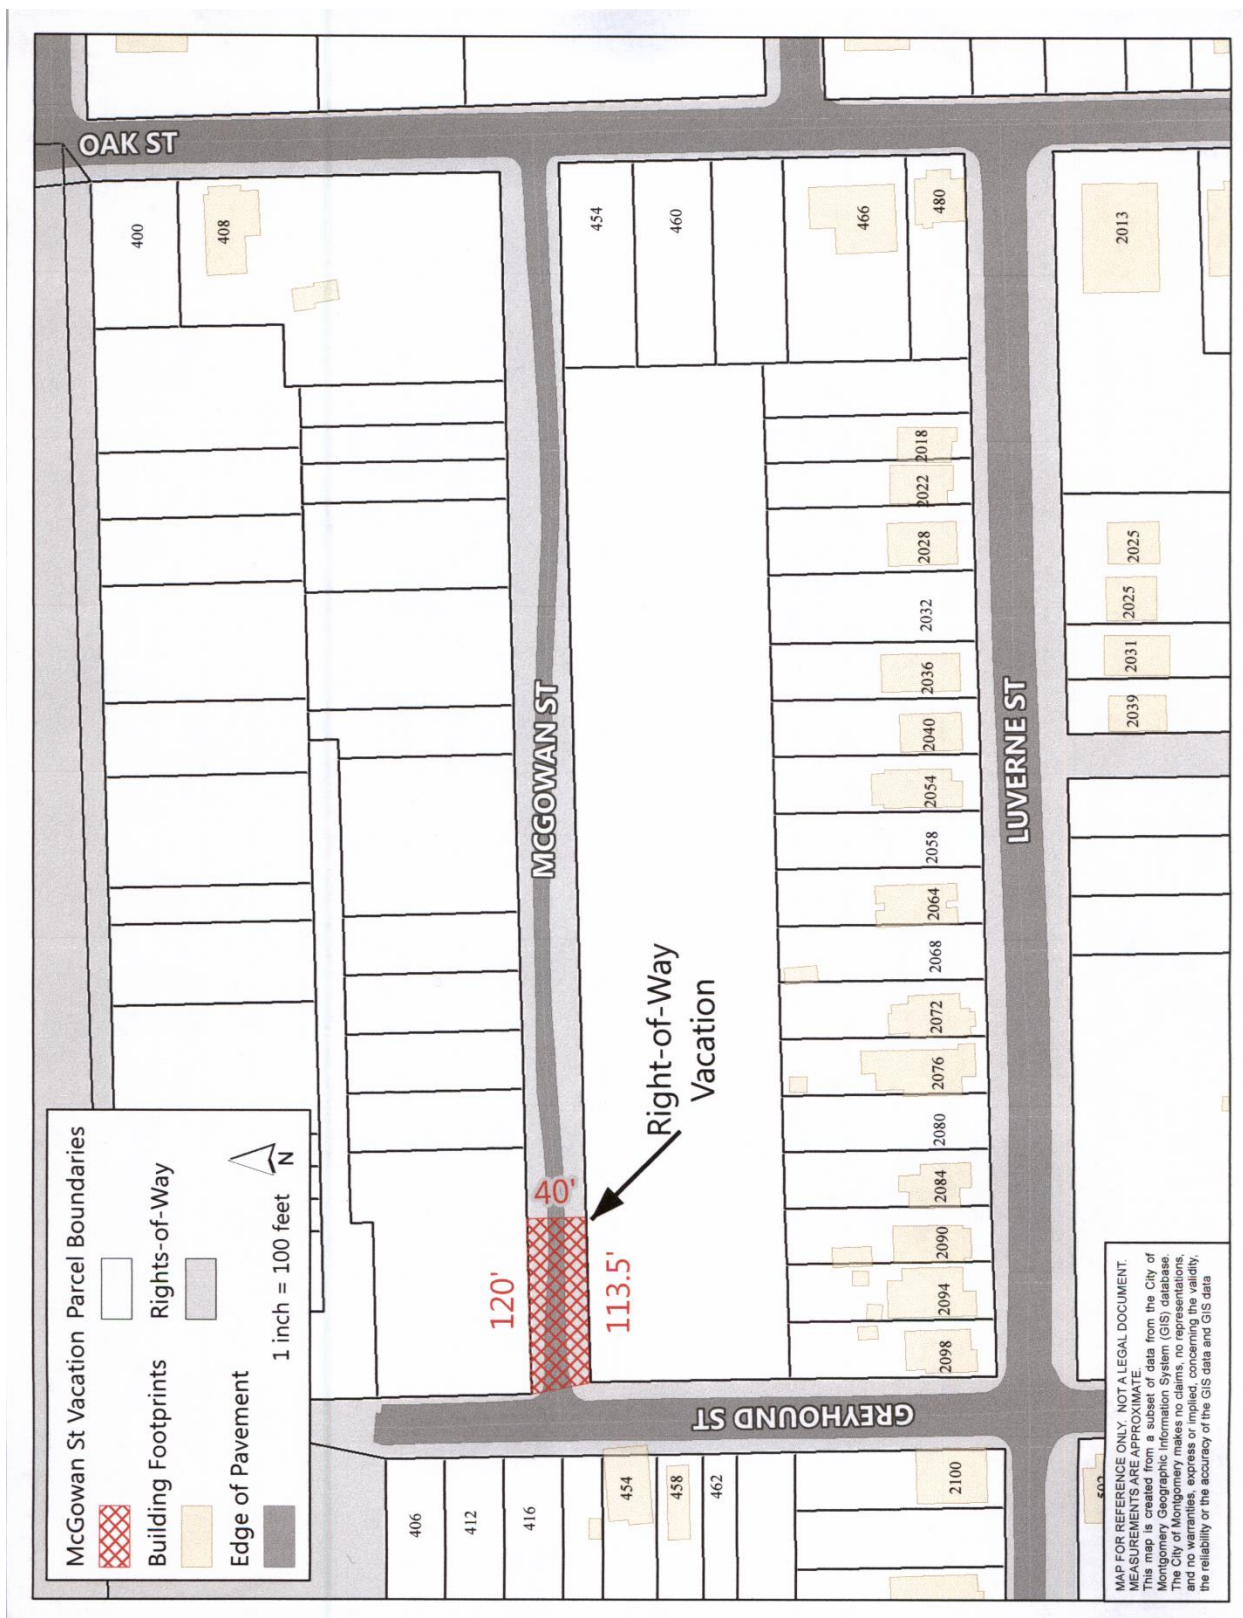 McGowan St Vacation
Parcel Boundaries
Building Footprints
Rights-of-Way
Edge of Pavement
1 inch = 100 feet
N
OAK ST
400
408
454
460
466
480
2013
MCGOWAN ST
LUVERNE ST
GREYHOUND ST
2018
2022
2028
2032
2036
2040
2054
2058
2064
2068
2072
2076
2080
2084
2090
2094
2098
2025
2025
2031
2039
120'
40'
113.5'
Right-of-Way
Vacation
406
412
416
454
458
462
2100
MAP FOR REFERENCE ONLY. NOT A LEGAL DOCUMENT.
MEASUREMENTS ARE APPROXIMATE.
This map is created from a subset of data from the City of
Montgomery Geographic Information System (GIS) database.
The City of Montgomery makes no claims, no representations,
and no warranties, express or implied, concerning the validity,
the reliability or the accuracy of the GIS data and GIS data